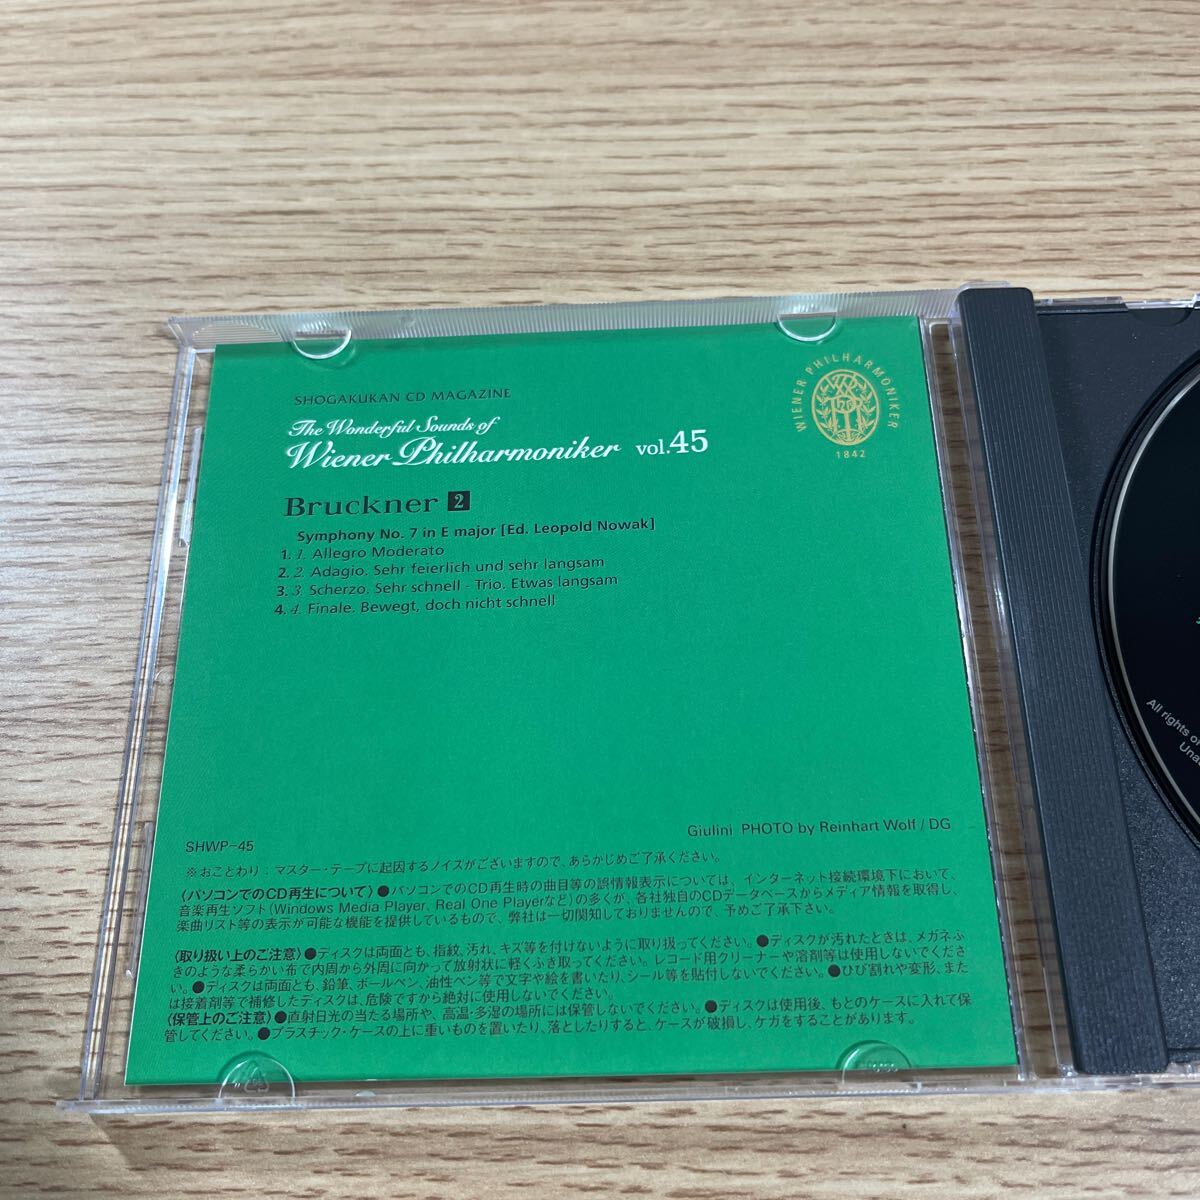 SHOGAKUKAN CD MAGAZINE
The Wonderful Sounds of
Wiener Philharmoniker vol.45
WIENER PHILHARMONIKER
1842
Bruckner 2
Symphony No. 7 in E major [Ed. Leopold Nowak]
1. 1. Allegro Moderato
2. 2. Adagio. Sehr feierlich und sehr langsam
3. 3. Scherzo. Sehr schnell - Trio. Etwas langsam
4. 4. Finale. Bewegt, doch nicht schnell
Giulini PHOTO by Reinhart Wolf / DG
SHWP-45
※おことわり：マスター・テープに起因するノイズがございますので、あらかじめご了承ください。
〈パソコンでのCD再生について〉●パソコンでのCD再生時の曲目等の誤情報表示については、インターネット接続環境下において、
音楽再生ソフト(Windows Media Player、Real One Playerなど)の多くが、各社独自のCDデータベースからメディア情報を取得し、
楽曲リスト等の表示が可能な機能を提供しているもので、弊社は一切関知しておりませんので、予めご了承下さい。
〈取り扱い上のご注意〉●ディスクは両面とも、指紋、汚れ、キズ等を付けないように取り扱ってください。●ディスクが汚れたときは、メガネふ
きのような柔らかい布で内周から外周に向かって放射状に軽くふき取ってください。レコード用クリーナーや溶剤等は使用しないでくださ
い。●ディスクは両面とも、鉛筆、ボールペン、油性ペン等で文字や絵を書いたり、シール等を貼付しないでください。●ひび割れや変形、また
は接着剤等で補修したディスクは、危険ですから絶対に使用しないでください。
〈保管上のご注意〉●直射日光の当たる場所や、高温・多湿の場所には保管しないでください。●ディスクは使用後、もとのケースに入れて保
管してください。●プラスチック・ケースの上に重いものを置いたり、落としたりすると、ケースが破損し、ケガをすることがあります。
All rights o
Una